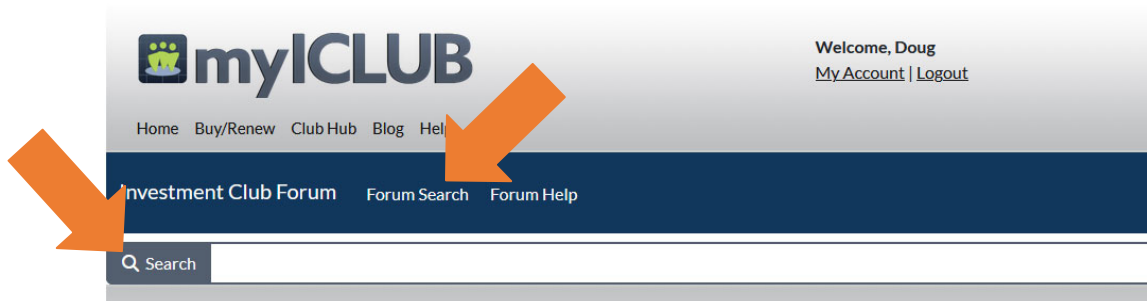 myICLUB
Welcome, Doug
My Account | Logout
Home Buy/Renew Club Hub Blog
Investment Club Forum Forum Search Forum Help
Search